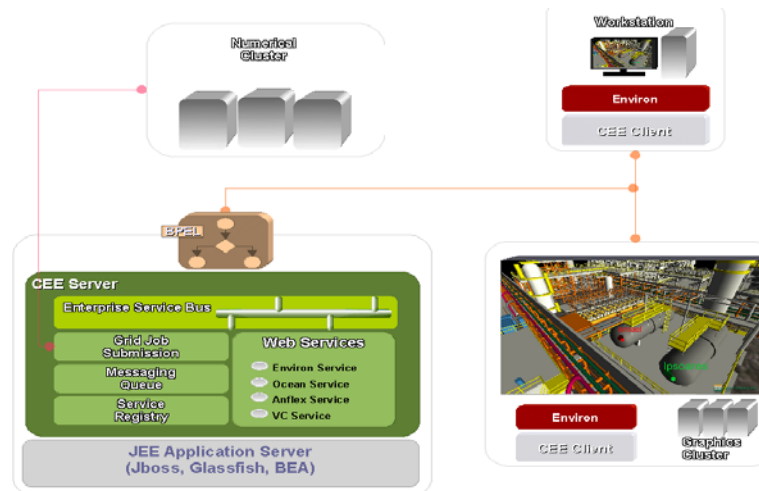 Numerical
Cluster
Workstation
Environ
CEE Client
BPEL
CEE Server
Enterprise Service Bus
Grid Job
Submission
Messaging
Queue
Service
Registry
Web Services
Environ Service
Ocean Service
Anflex Service
VC Service
JEE Application Server
(Jboss, Glassfish, BEA)
Environ
CEE Client
Graphics
Cluster